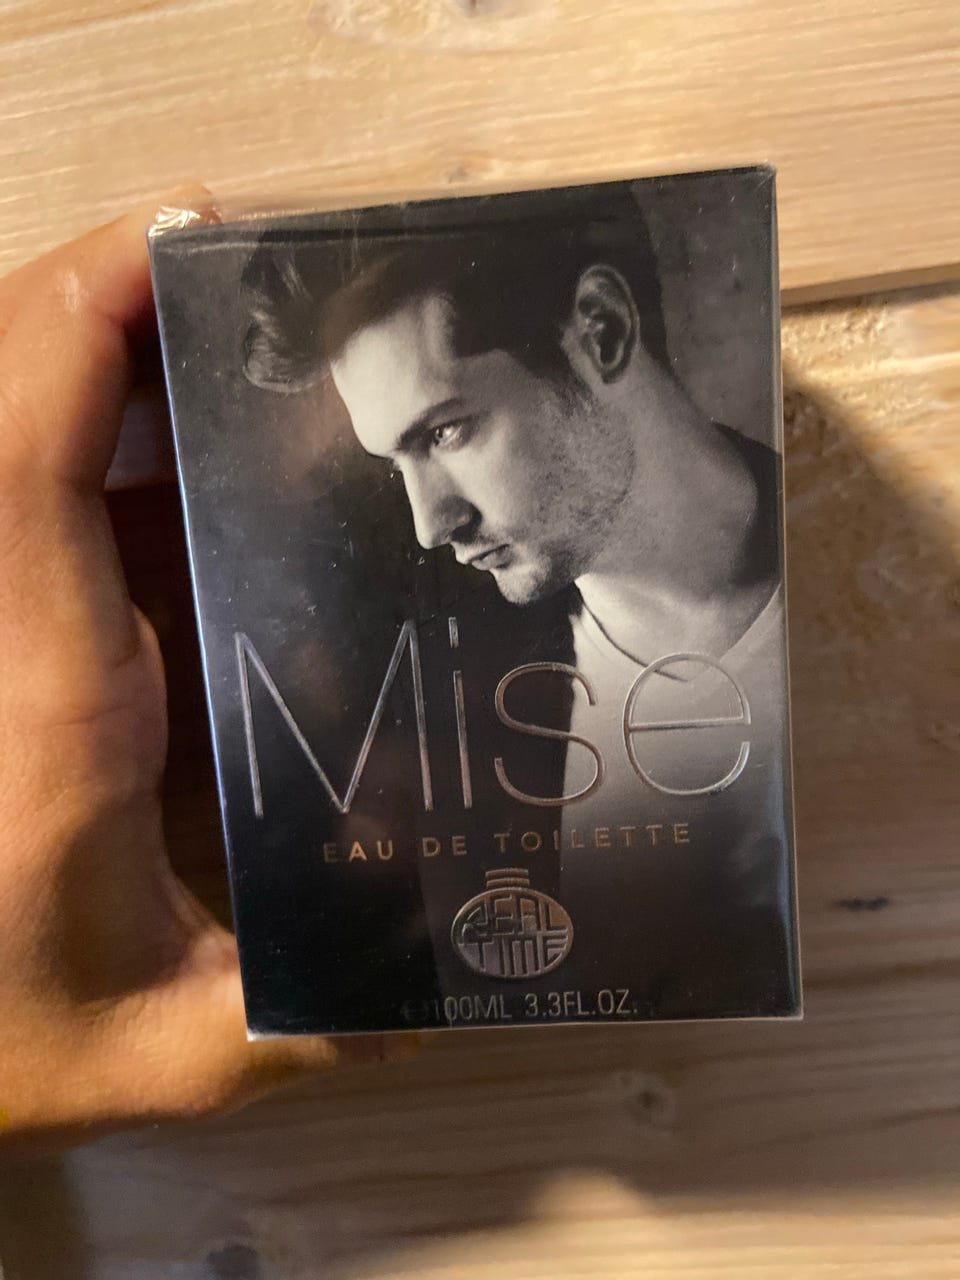 Mise
EAU DE TOILETTE
REAL
TIME
℮100ML 3.3FL.OZ.